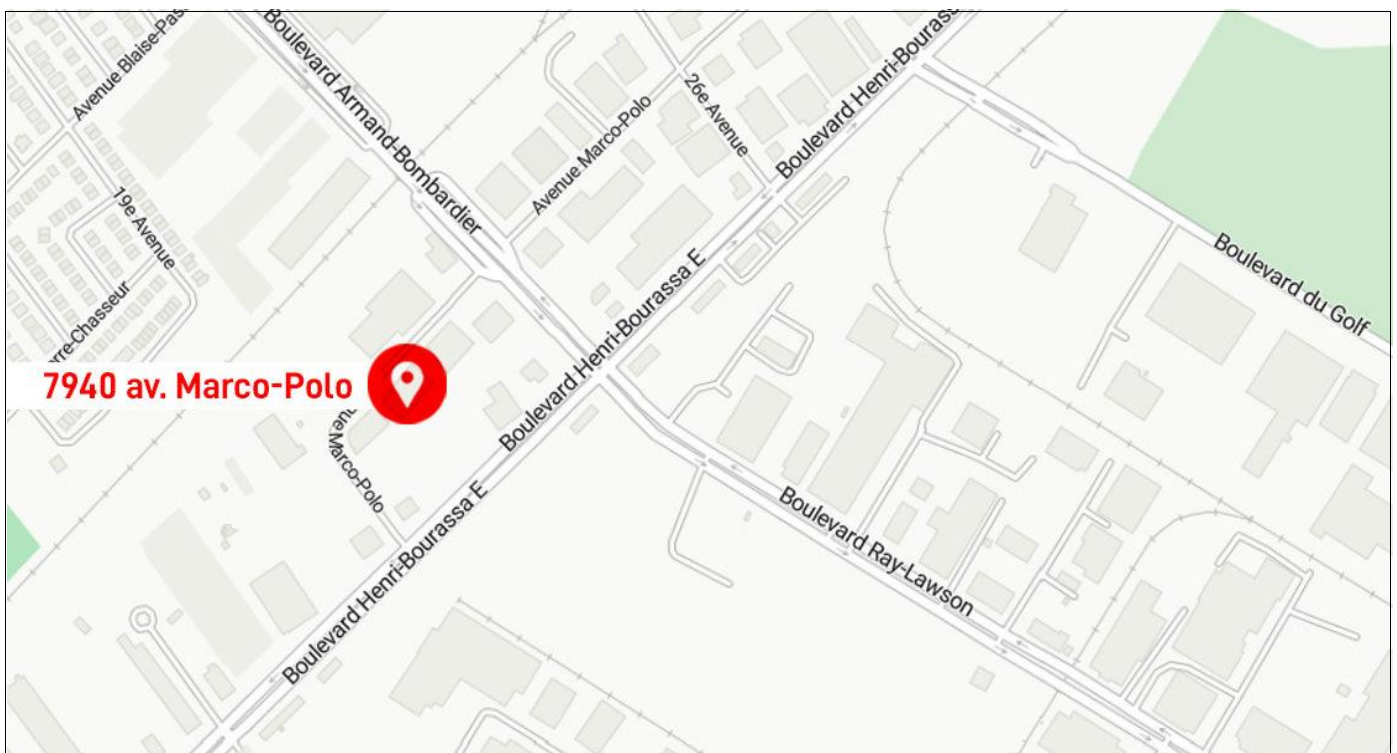 Avenue Blaise-Pas
Boulevard Armand-Bombardier
26e Avenue
Boulevard Henri-Bourass
Avenue Marco-Polo
19e Avenue
Boulevard Henri-Bourassa E
Boulevard du Golf
erre-Chasseur
Boulevard Henri-Bourassa E
7940 av. Marco-Polo
ue Marco-Polo
Boulevard Ray-Lawson
Boulevard Henri-Bourassa E